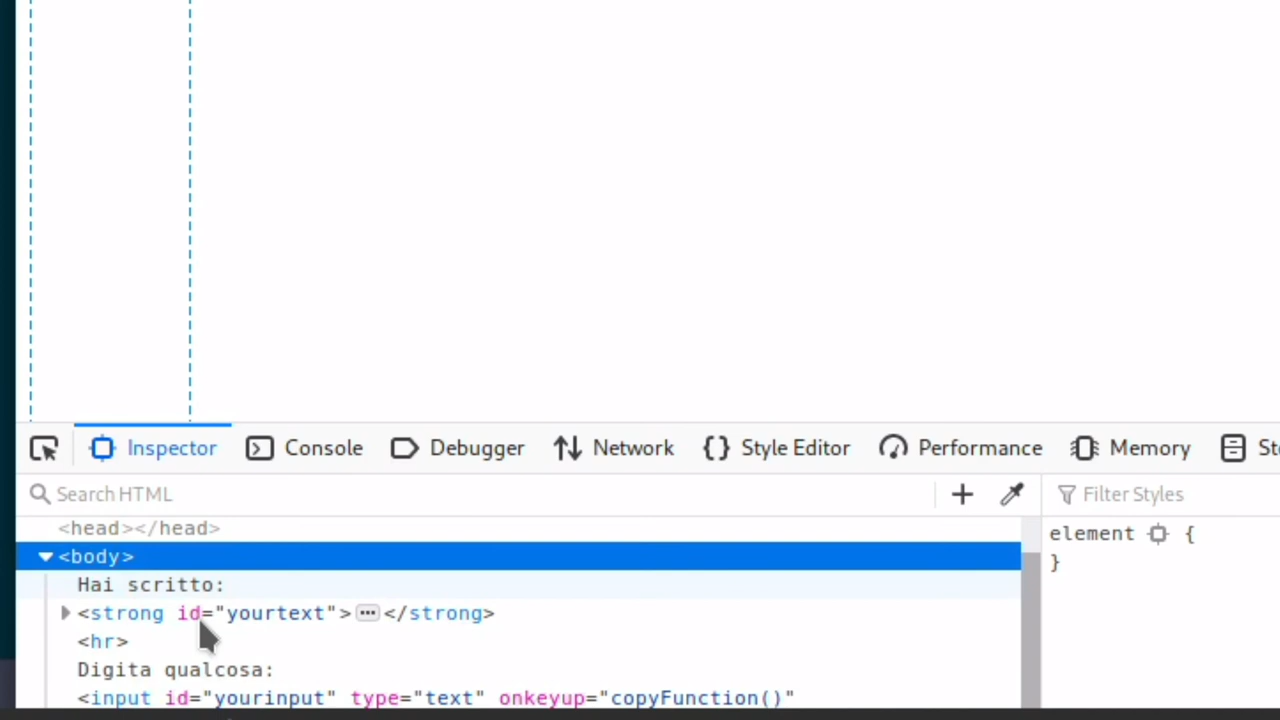 Inspector Console Debugger Network Style Editor Performance Memory
Search HTML
Filter Styles
<head></head>
element {
<body>
}
Hai scritto:
<strong id="yourtext"></strong>
<hr>
Digita qualcosa:
<input id="yourinput" type="text" onkeyup="copyFunction()"